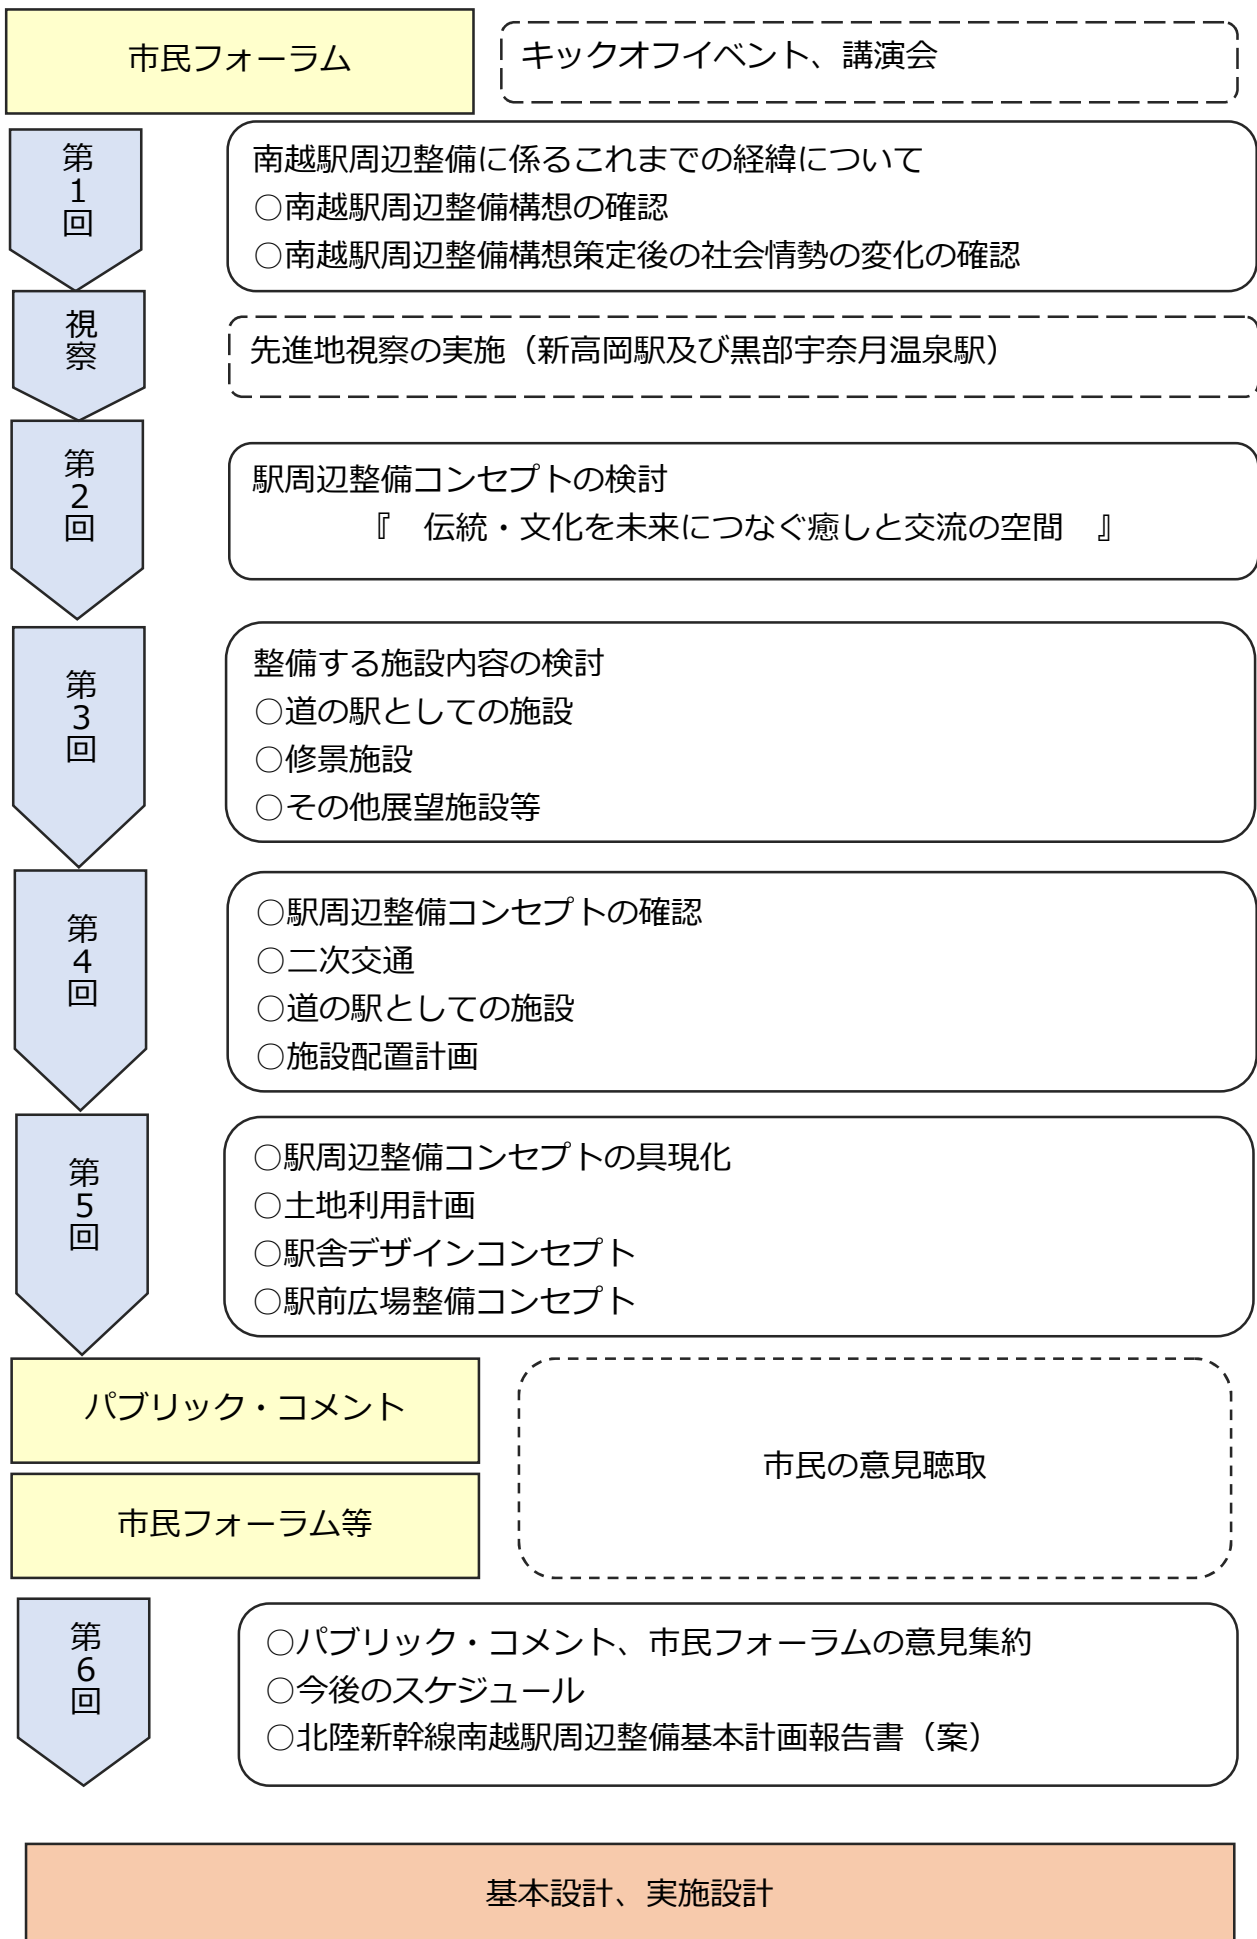 市民フォーラム
キックオフイベント、講演会
第1回
南越駅周辺整備に係るこれまでの経緯について
○南越駅周辺整備構想の確認
○南越駅周辺整備構想策定後の社会情勢の変化の確認
視察
先進地視察の実施（新高岡駅及び黒部宇奈月温泉駅）
第2回
駅周辺整備コンセプトの検討
『　伝統・文化を未来につなぐ癒しと交流の空間　』
第3回
整備する施設内容の検討
○道の駅としての施設
○修景施設
○その他展望施設等
第4回
○駅周辺整備コンセプトの確認
○二次交通
○道の駅としての施設
○施設配置計画
第5回
○駅周辺整備コンセプトの具現化
○土地利用計画
○駅舎デザインコンセプト
○駅前広場整備コンセプト
パブリック・コメント
市民フォーラム等
市民の意見聴取
第6回
○パブリック・コメント、市民フォーラムの意見集約
○今後のスケジュール
○北陸新幹線南越駅周辺整備基本計画報告書（案）
基本設計、実施設計